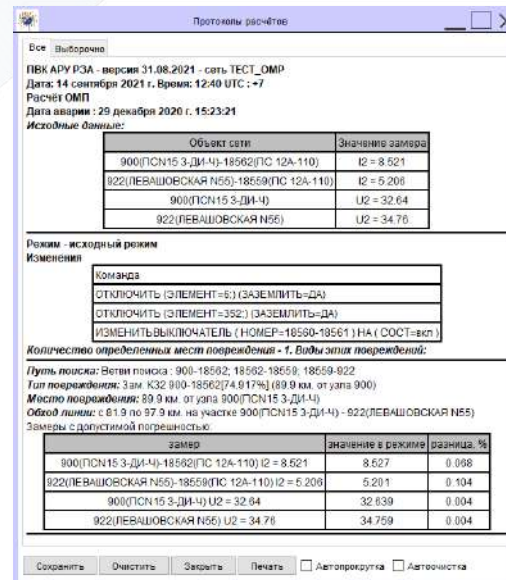 Протоколы расчётов
Все Выборочно
ПВК АРУ РЗА - версия 31.08.2021 - сеть ТЕСТ_ОМР
Дата: 14 сентября 2021 г. Время: 12:40 UTC : +7
Расчёт ОМП
Дата аварии : 29 декабря 2020 г. 15:23:21
Исходные данные:
Объект сети Значение замера
900(ПСN15 3-ДИ-Ч)-18562(ПС 12А-110) I2 = 8.521
922(ЛЕВАШОВСКАЯ N55)-18559(ПС 12А-110) I2 = 5.206
900(ПСN15 3-ДИ-Ч) U2 = 32.64
922(ЛЕВАШОВСКАЯ N55) U2 = 34.76
Режим - исходный режим
Изменения
Команда
ОТКЛЮЧИТЬ (ЭЛЕМЕНТ=6;) (ЗАЗЕМЛИТЬ=ДА)
ОТКЛЮЧИТЬ (ЭЛЕМЕНТ=352;) (ЗАЗЕМЛИТЬ=ДА)
ИЗМЕНИТЬВЫКЛЮЧАТЕЛЬ ( НОМЕР=18560-18561 ) НА ( СОСТ=вкл )
Количество определенных мест повреждения - 1. Виды этих повреждений:
Путь поиска: Ветви поиска : 900-18562; 18562-18559; 18559-922
Тип повреждения: Зам. К32 900-18562[74.917%] (89.9 км. от узла 900)
Место повреждения: 89.9 км. от узла 900(ПСN15 3-ДИ-Ч)
Обход линии: с 81.9 по 97.9 км. на участке 900(ПСN15 3-ДИ-Ч) - 922(ЛЕВАШОВСКАЯ N55)
Замеры с допустимой погрешностью:
замер значение в режиме разница, %
900(ПСN15 3-ДИ-Ч)-18562(ПС 12А-110) I2 = 8.521 8.527 0.068
922(ЛЕВАШОВСКАЯ N55)-18559(ПС 12А-110) I2 = 5.206 5.201 0.104
900(ПСN15 3-ДИ-Ч) U2 = 32.64 32.639 0.004
922(ЛЕВАШОВСКАЯ N55) U2 = 34.76 34.759 0.004
Сохранить Очистить Закрыть Печать Автопрокрутка Автоочистка